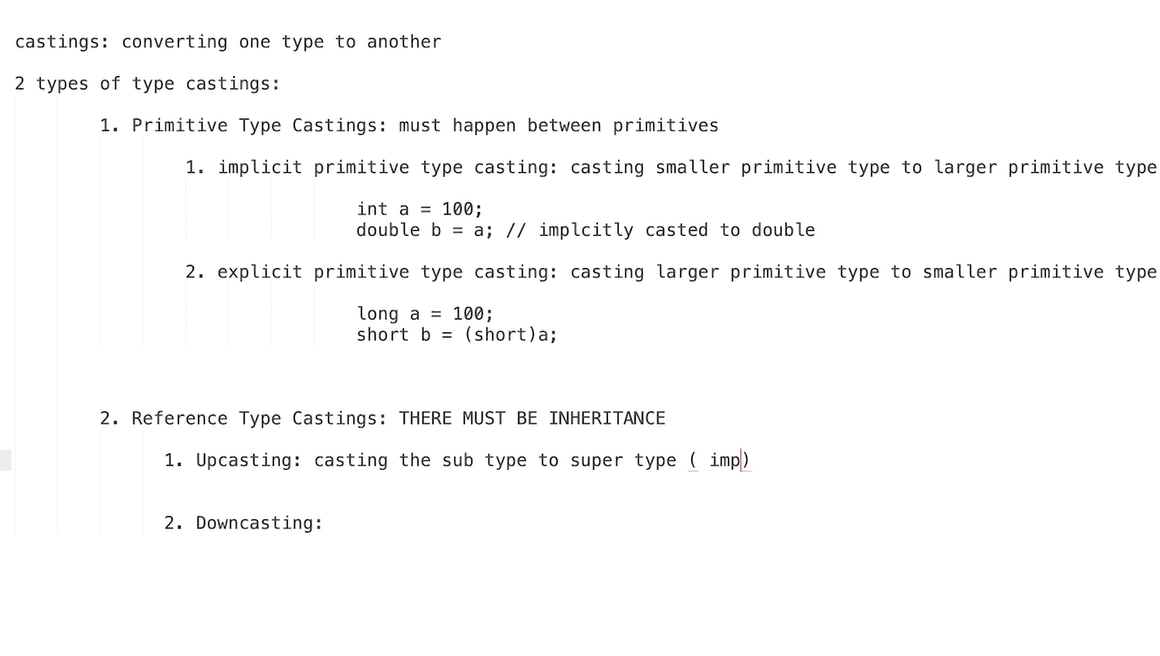 castings: converting one type to another
2 types of type castings:
1. Primitive Type Castings: must happen between primitives
1. implicit primitive type casting: casting smaller primitive type to larger primitive type
int a = 100;
double b = a; // implcitly casted to double
2. explicit primitive type casting: casting larger primitive type to smaller primitive type
long a = 100;
short b = (short)a;
2. Reference Type Castings: THERE MUST BE INHERITANCE
1. Upcasting: casting the sub type to super type ( imp)
2. Downcasting: